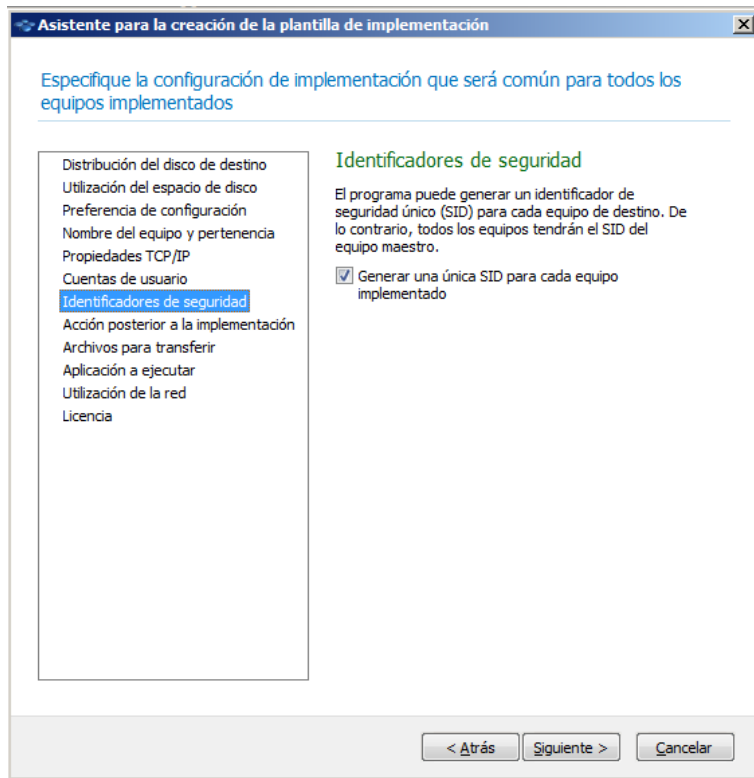 Asistente para la creación de la plantilla de implementación
Especifique la configuración de implementación que será común para todos los
equipos implementados
Distribución del disco de destino
Utilización del espacio de disco
Preferencia de configuración
Nombre del equipo y pertenencia
Propiedades TCP/IP
Cuentas de usuario
Identificadores de seguridad
Acción posterior a la implementación
Archivos para transferir
Aplicación a ejecutar
Utilización de la red
Licencia
Identificadores de seguridad
El programa puede generar un identificador de
seguridad único (SID) para cada equipo de destino. De
lo contrario, todos los equipos tendrán el SID del
equipo maestro.
Generar una única SID para cada equipo
implementado
< Atrás
Siguiente >
Cancelar